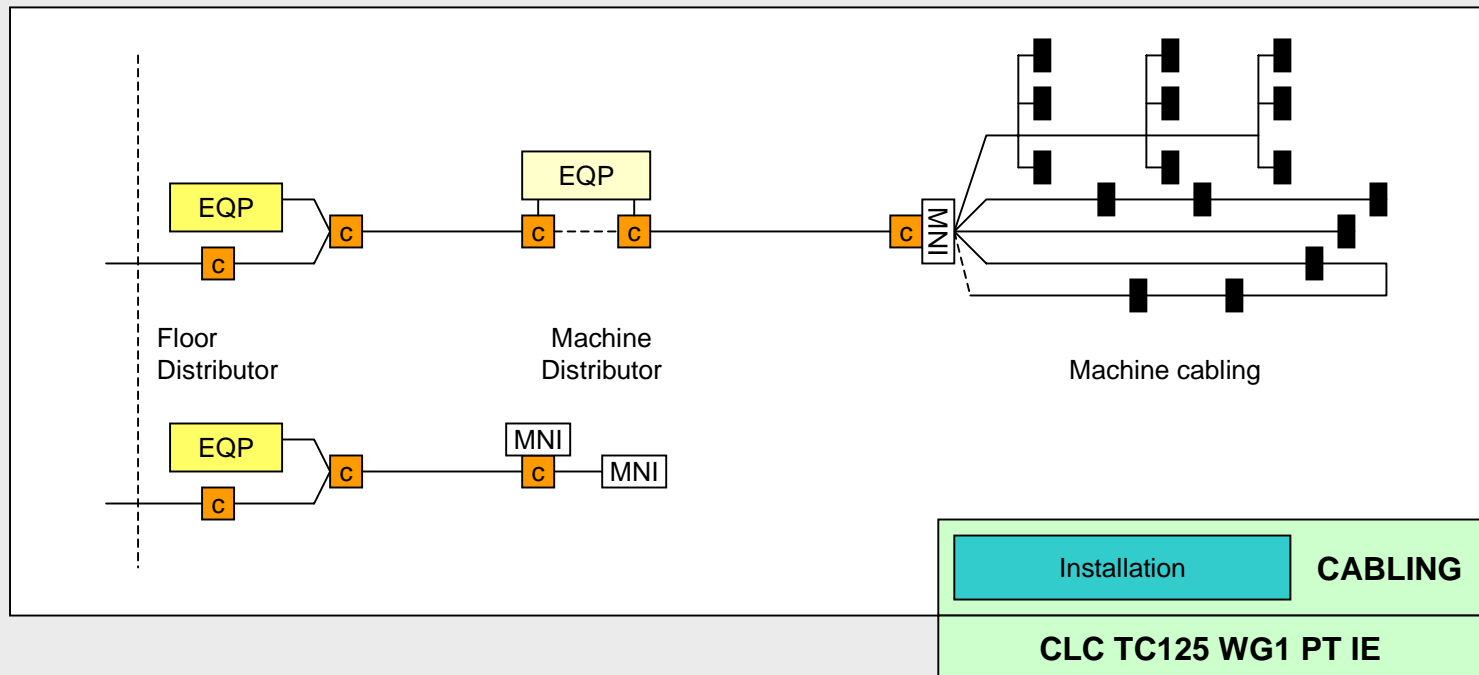 EQP
EQP
c
c
c
c
MNI
c
c
Floor
Distributor
Machine
Distributor
Machine cabling
EQP
MNI
c
c
MNI
c
Installation
CABLING
CLC TC125 WG1 PT IE